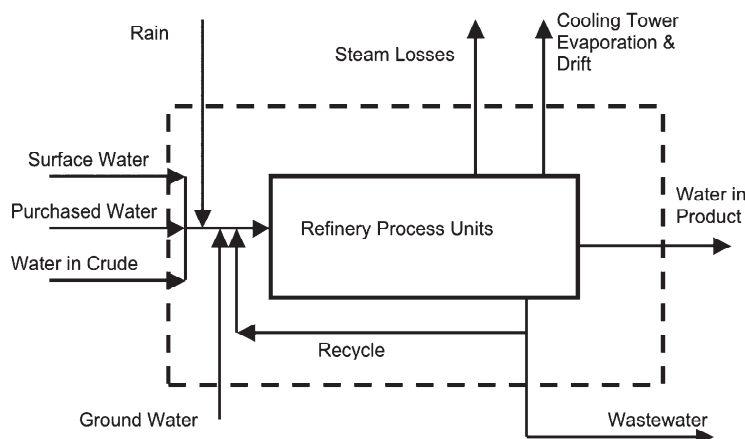 Rain
Steam Losses
Cooling Tower
Evaporation &
Drift
Surface Water
Purchased Water
Water in Crude
Refinery Process Units
Water in
Product
Recycle
Ground Water
Wastewater